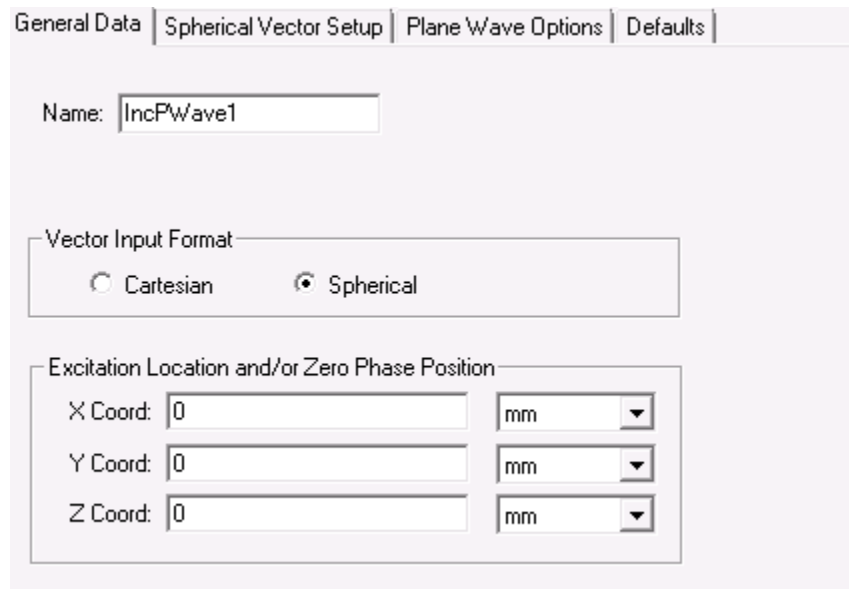 General Data Spherical Vector Setup Plane Wave Options Defaults
Name: IncPWave1
Vector Input Format
Cartesian Spherical
Excitation Location and/or Zero Phase Position
X Coord: 0 mm
Y Coord: 0 mm
Z Coord: 0 mm